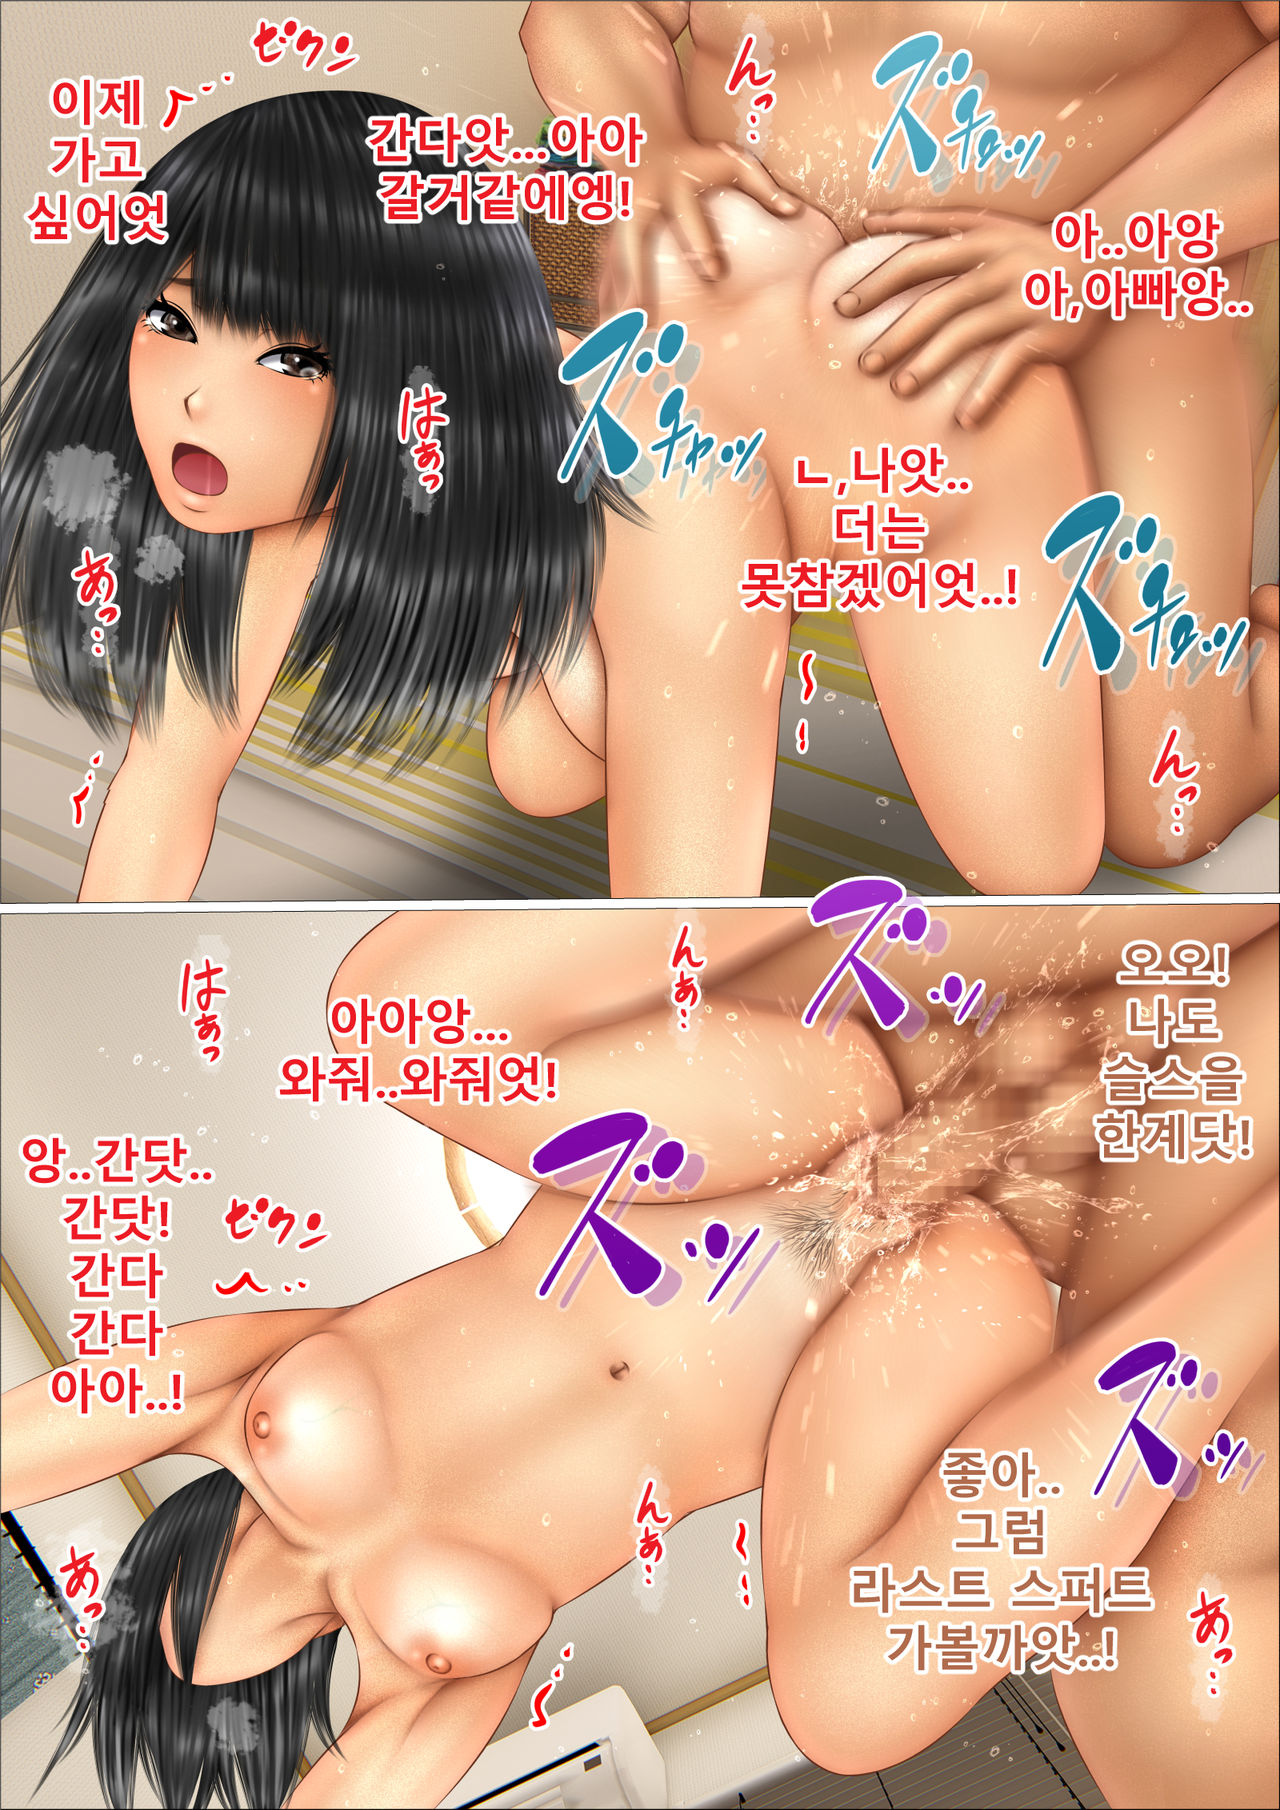 ビクン
이제
가고
싶어엇
간다앗...아아
갈거같에엥!
んっ…
ズチュッ
아..아앙
아,아빠앙..
はぁっ
ズチャッ
ㄴ,나앗..
더는
못참겠어엇..!
ズチュッ
あっ…
んっ…
ズッ
んぁ…
はぁっ
아아앙...
와줘..와줘엇!
오오!
나도
슬스을
한계닷!
ズッ
앙..간닷..
간닷!
간다
간다
아아..!
ビクン
ズッ
んぁ…
좋아..
그럼
라스트 스퍼트
가볼까앗..!
あっ…
あっ…